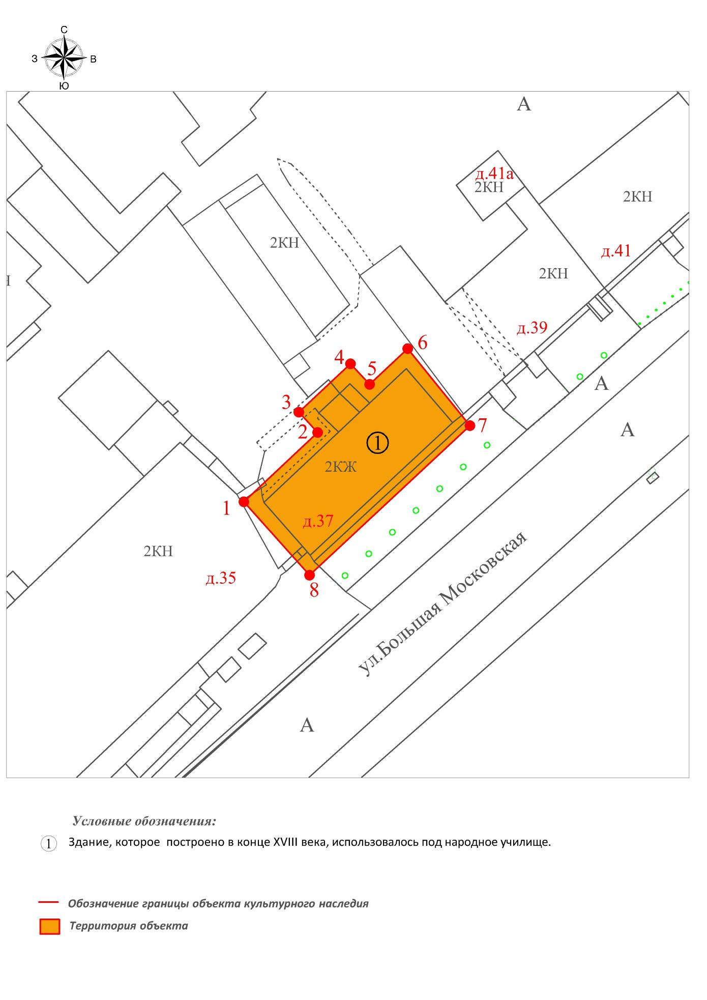 С
З
В
Ю
А
д.41а
2КН
2КН
2КН
д.41
Н
2КН
д.39
6
4
5
А
3
7
2
1
А
2КЖ
1
д.37
2КН
д.35
8
ул.Большая Московская
А
Условные обозначения:
1 Здание, которое построено в конце XVIII века, использовалось под народное училище.
Обозначение границы объекта культурного наследия
Территория объекта